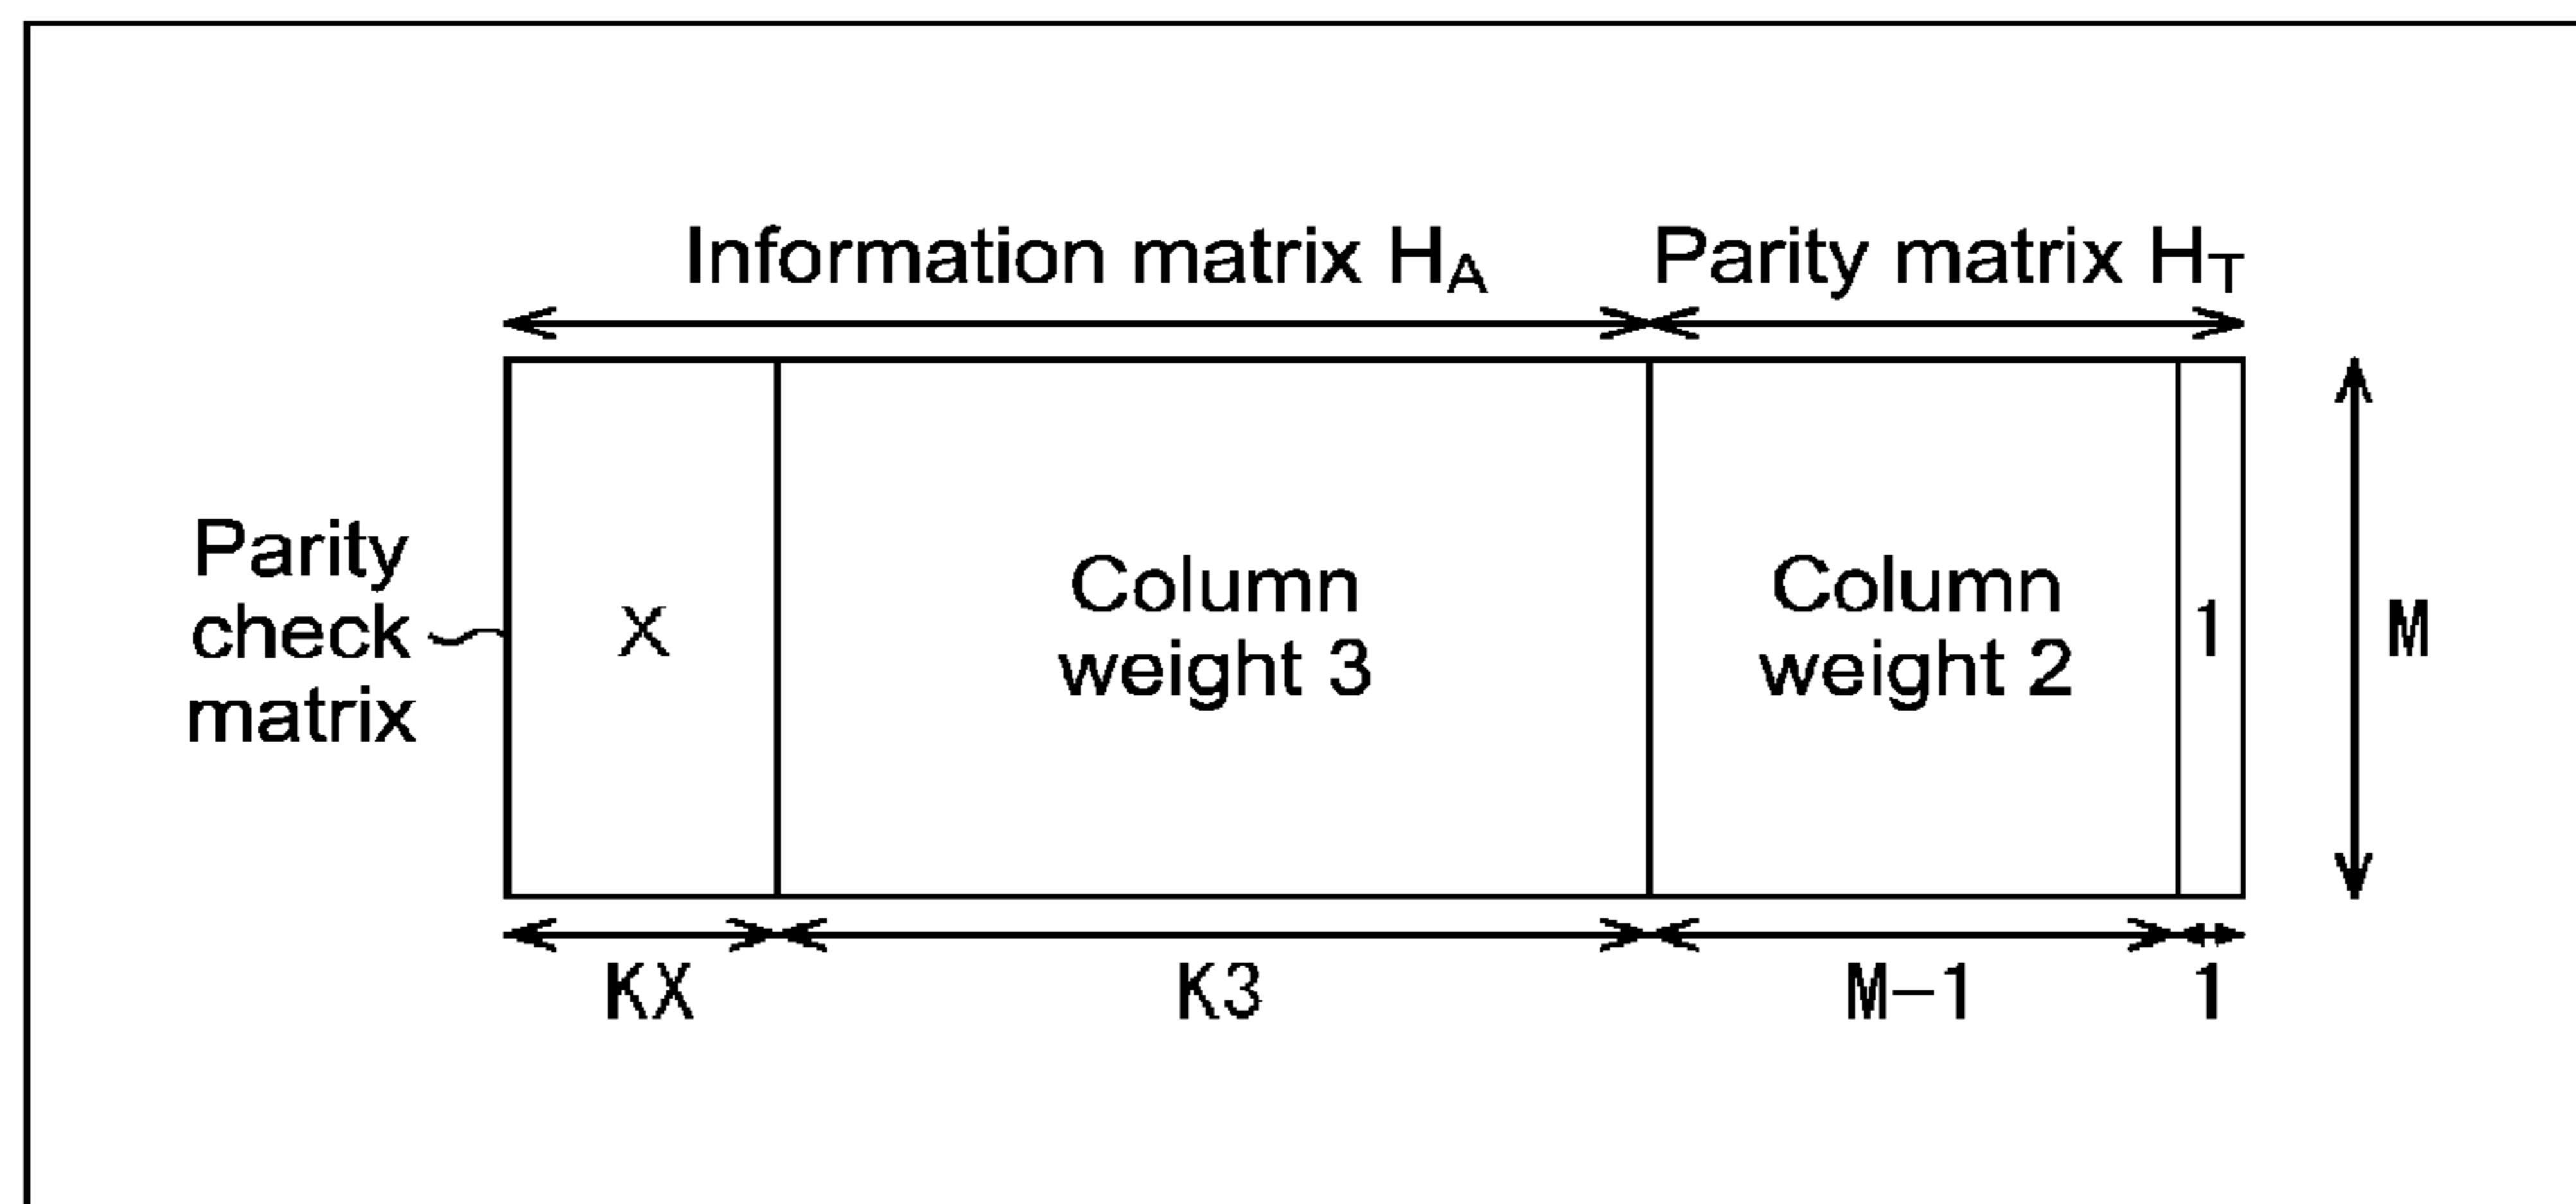 Information matrix H_A
Parity matrix H_T
Parity
check
matrix
X
Column
weight 3
Column
weight 2
1
M
KX
K3
M-1
1